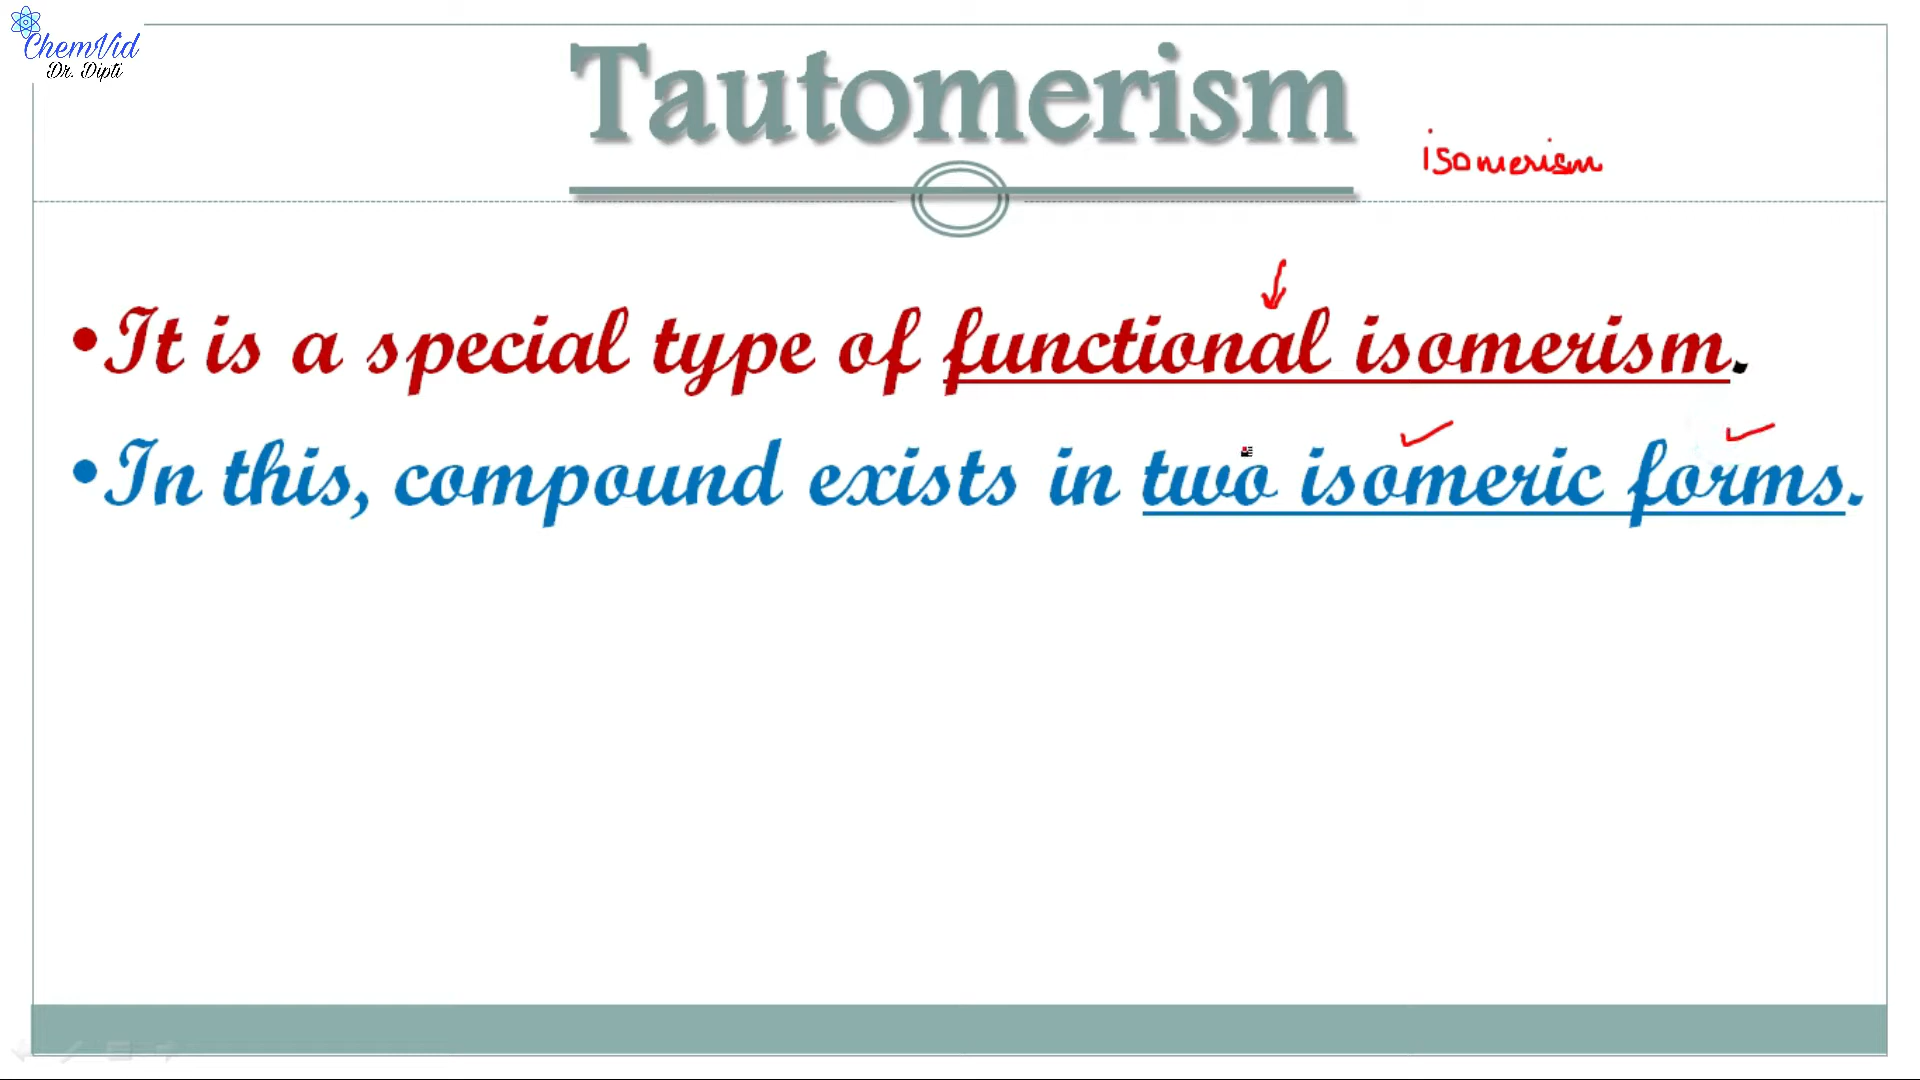 ChemVid
Dr. Dipti
Tautomerism
isomerism
•It is a special type of functional isomerism.
•In this, compound exists in two isomeric forms.